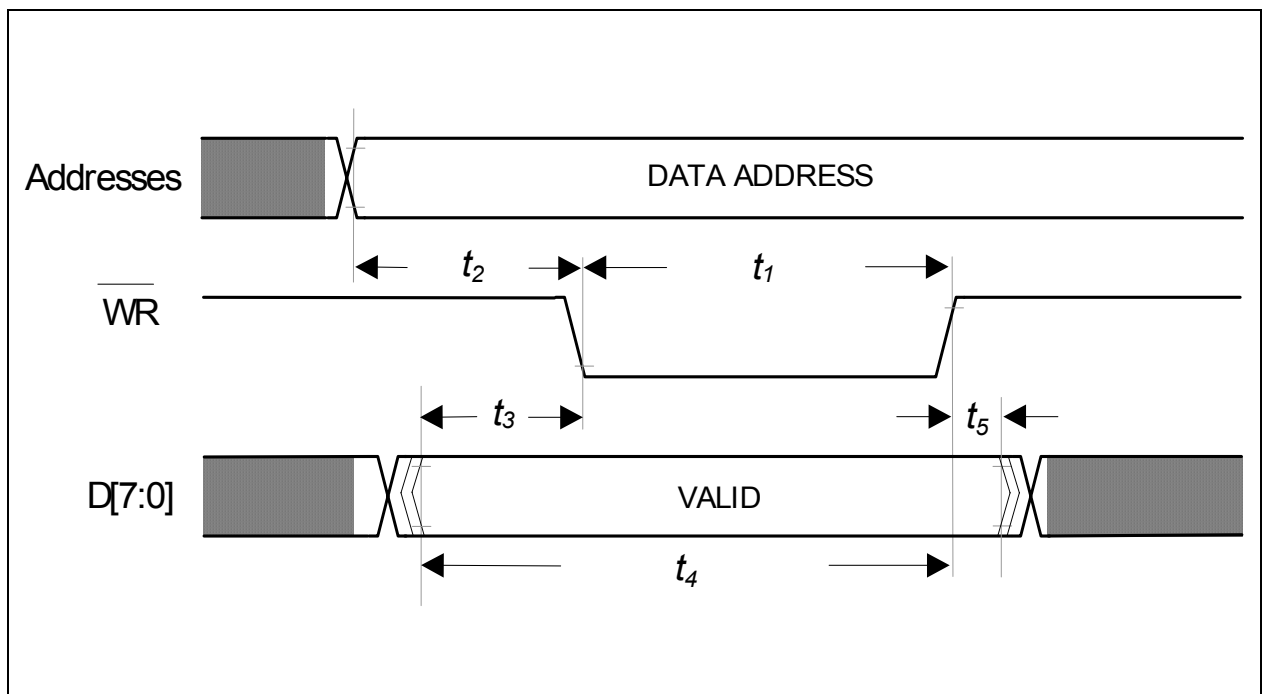 Addresses
DATA ADDRESS
t2
t1
WR
t3
t5
D[7:0]
VALID
t4